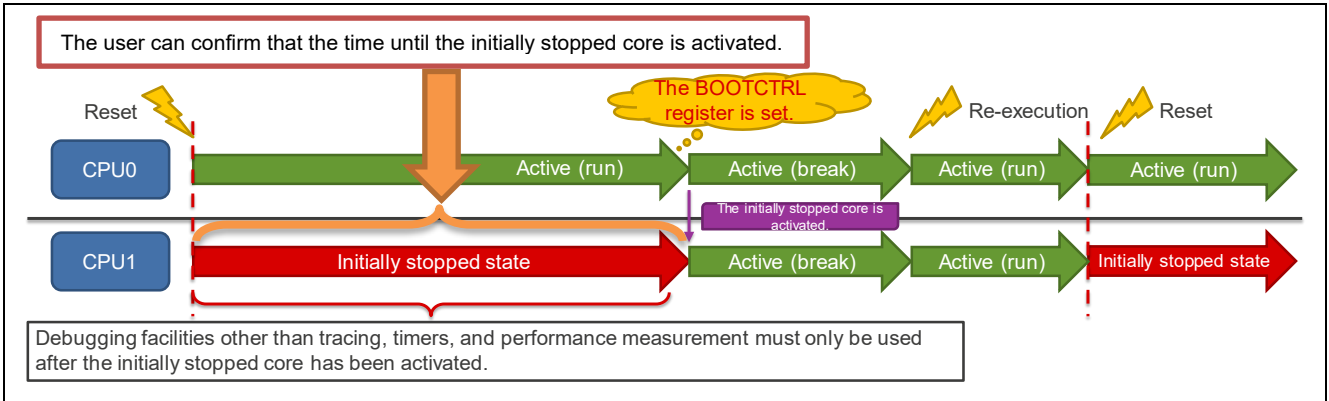 The user can confirm that the time until the initially stopped core is activated.
The BOOTCTRL
register is set.
Reset
Re-execution
Reset
CPU0
Active (run)
Active (break)
Active (run)
Active (run)
The initially stopped core is
activated.
CPU1
Initially stopped state
Active (break)
Active (run)
Initially stopped state
Debugging facilities other than tracing, timers, and performance measurement must only be used
after the initially stopped core has been activated.